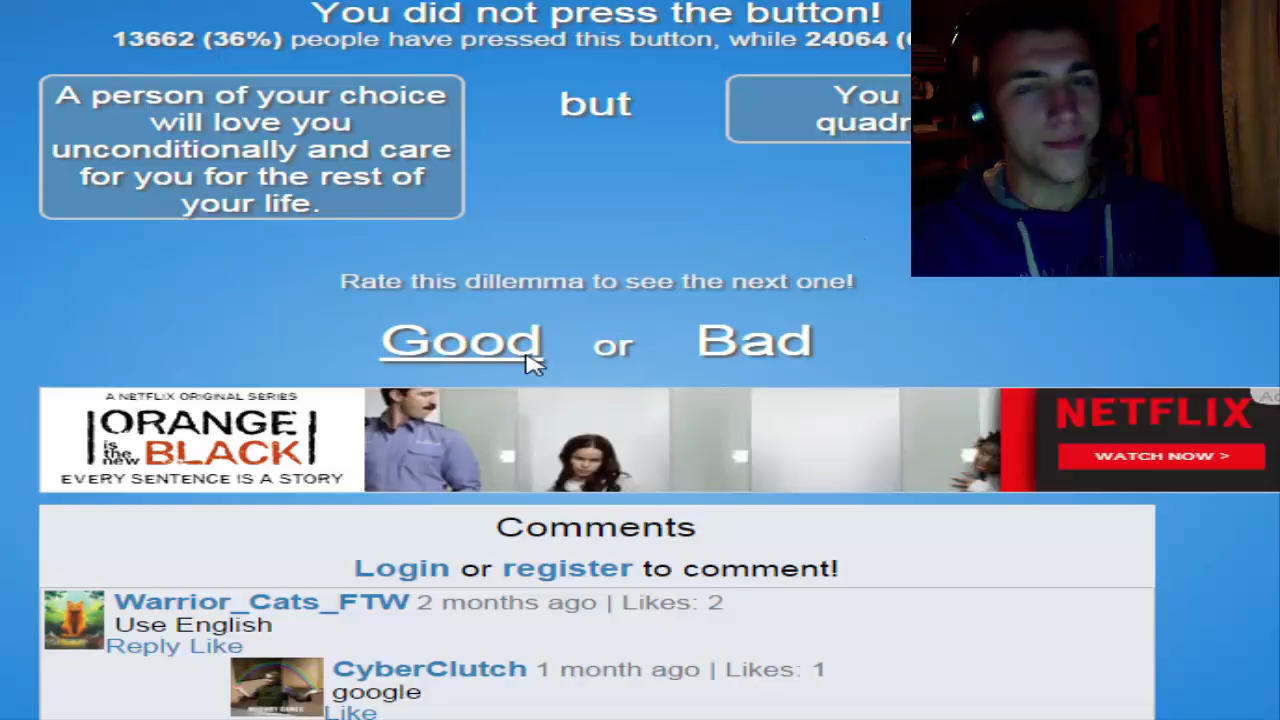 You did not press the button!
13662 (36%) people have pressed this button, while 24064
A person of your choice
will love you
unconditionally and care
for you for the rest of
your life.
but
You
Rate this dillemma to see the next one!
Good or Bad
A NETFLIX ORIGINAL SERIES
ORANGE
is the new BLACK
EVERY SENTENCE IS A STORY
NETFLIX
WATCH NOW >
Comments
Login or register to comment!
Warrior_Cats_FTW 2 months ago | Likes: 2
Use English
Reply Like
CyberClutch 1 month ago | Likes: 1
google
Like